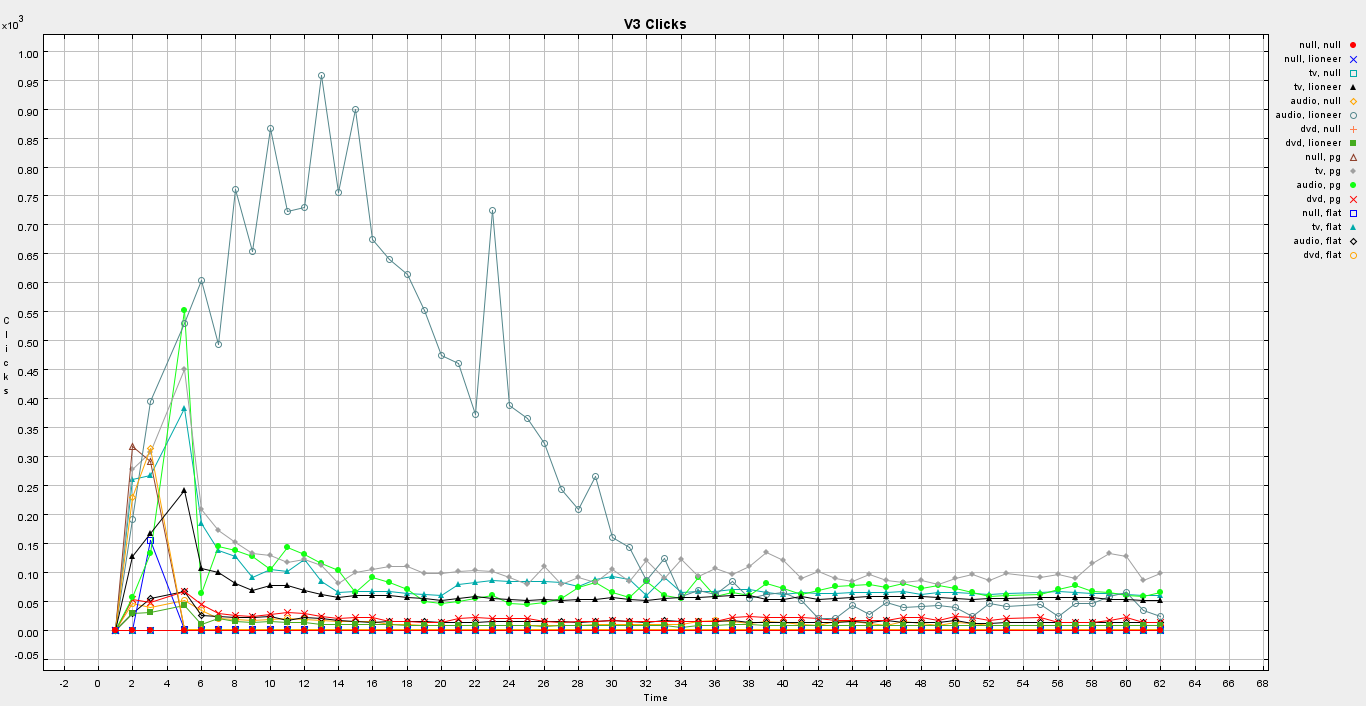 V3 Clicks
x10³
1.00
0.95
0.90
0.85
0.80
0.75
0.70
0.65
0.60
0.55
0.50
0.45
0.40
0.35
0.30
0.25
0.20
0.15
0.10
0.05
0.00
-0.05
Clicks
-2 0 2 4 6 8 10 12 14 16 18 20 22 24 26 28 30 32 34 36 38 40 42 44 46 48 50 52 54 56 58 60 62 64 66 68
Time
null, null
null, lioneer
tv, null
tv, lioneer
audio, null
audio, lioneer
dvd, null
dvd, lioneer
null, pg
tv, pg
audio, pg
dvd, pg
null, flat
tv, flat
audio, flat
dvd, flat